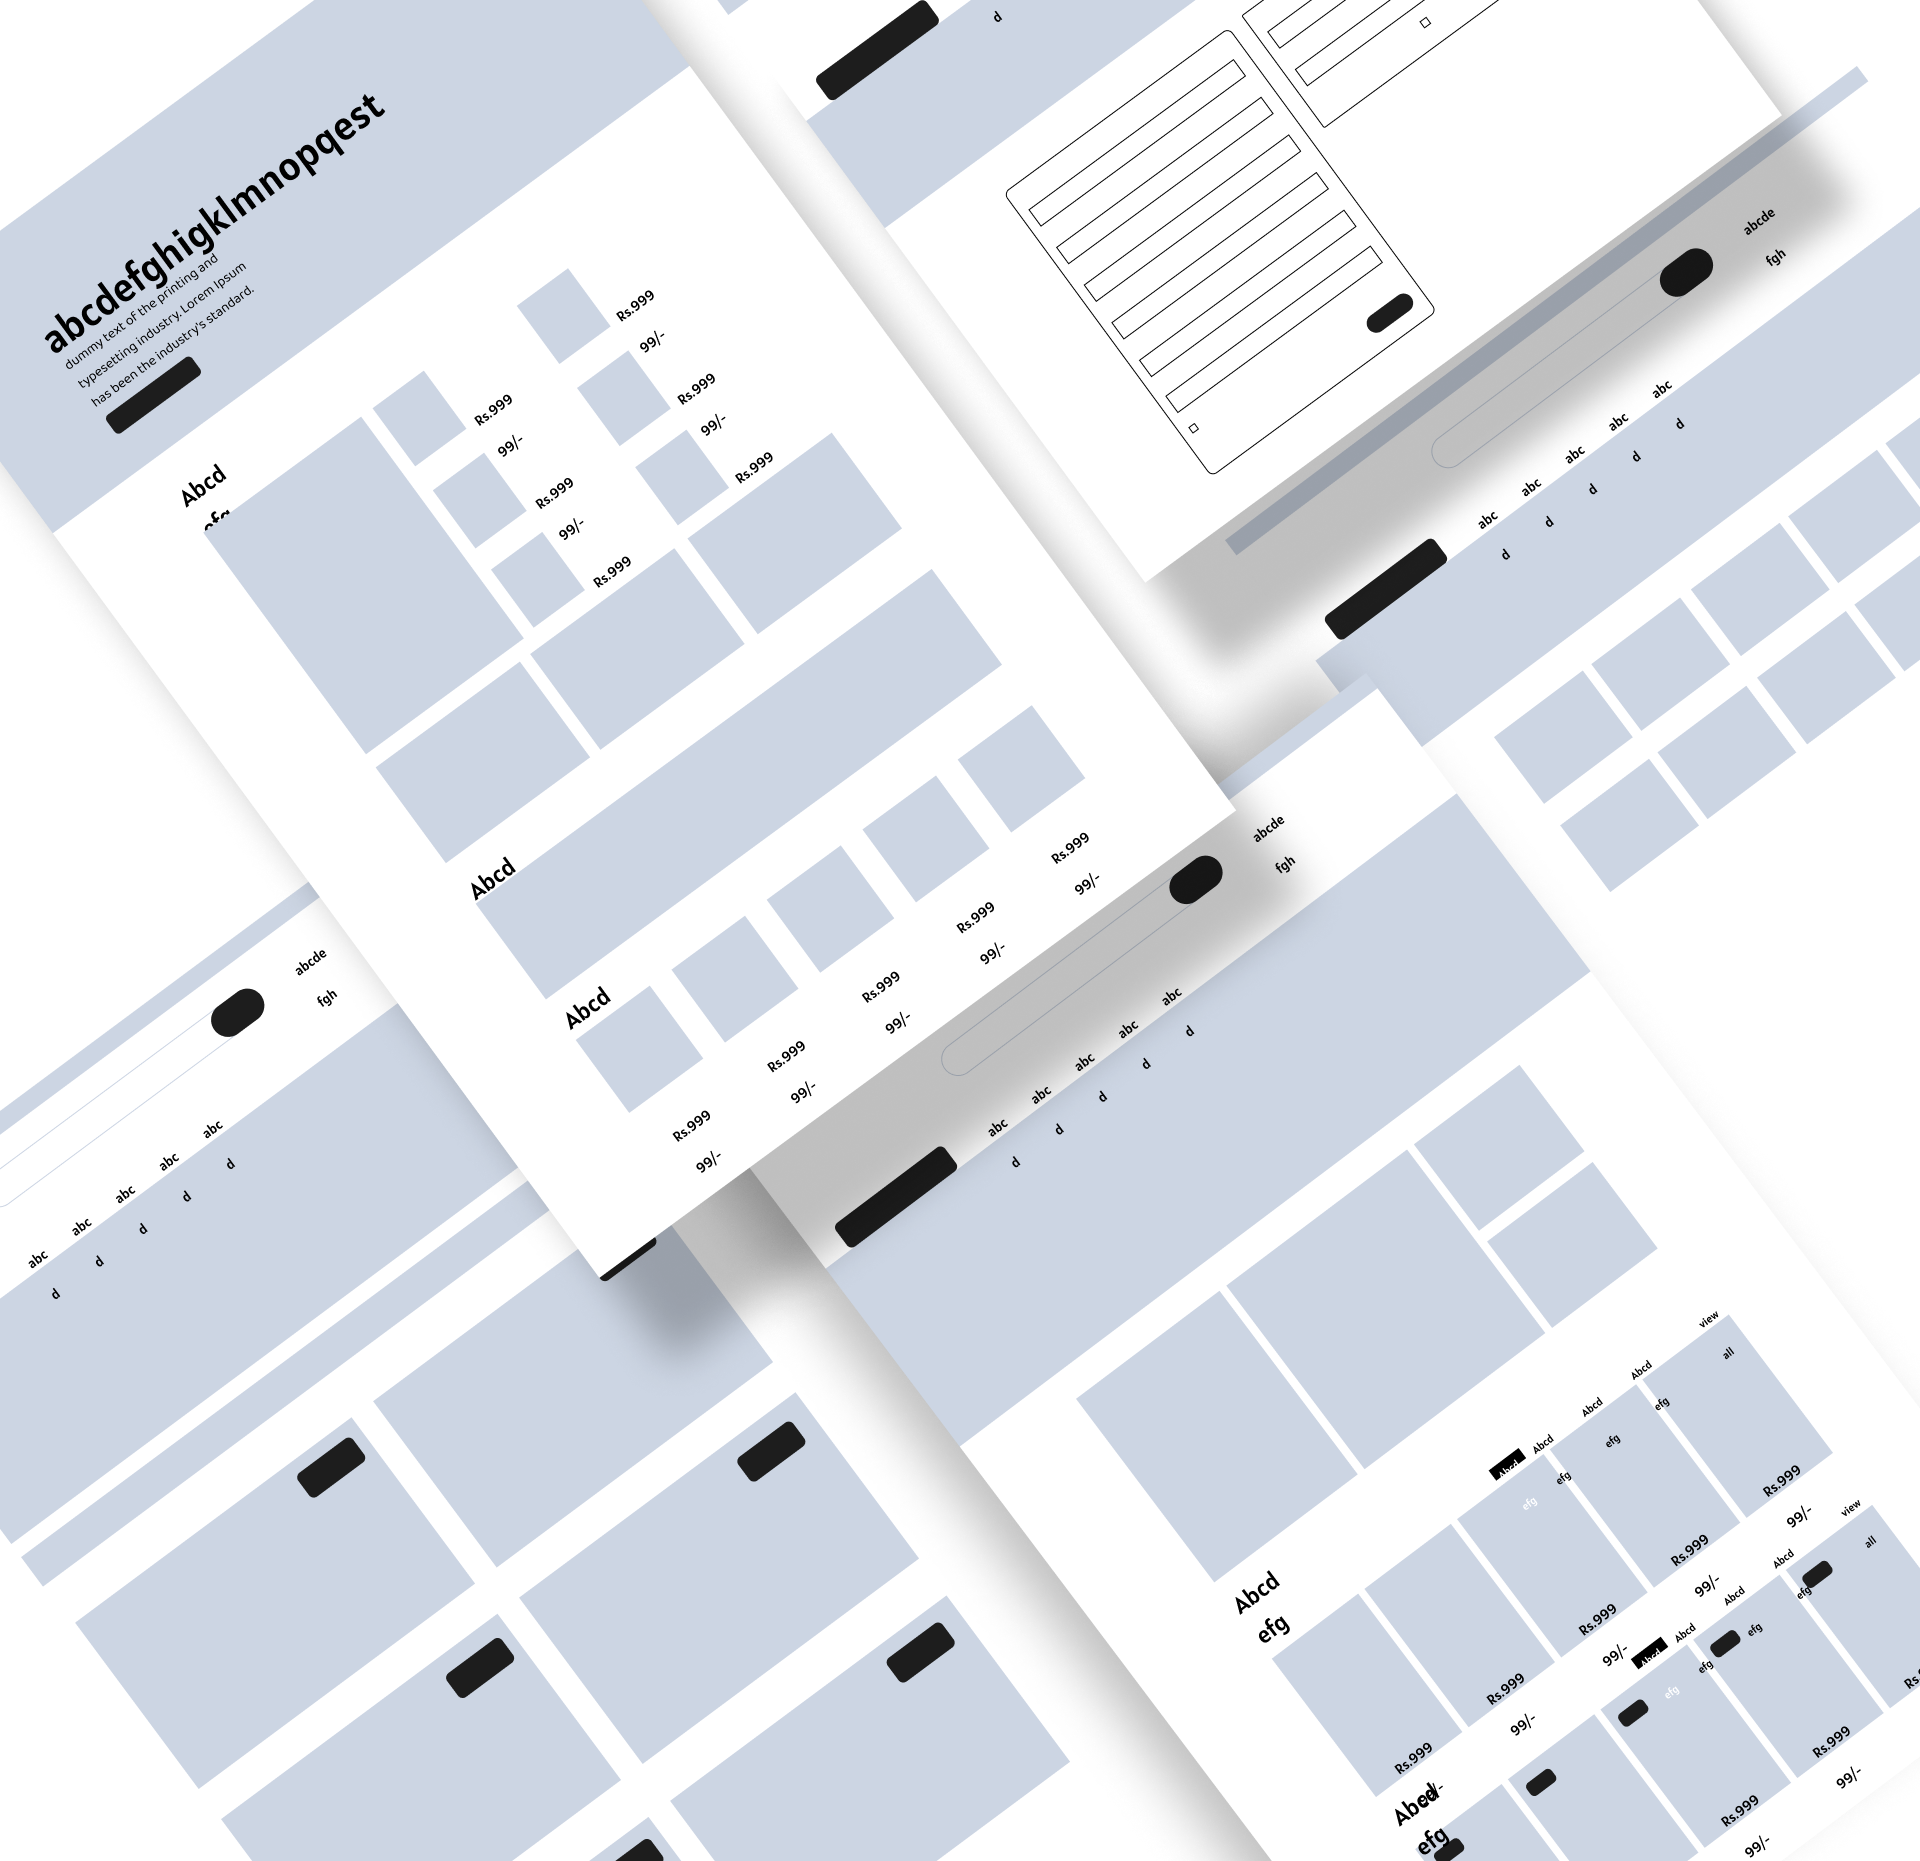 abcdefghigklmnopqest
dummy text of the printing and
typesetting industry. Lorem Ipsum
has been the industry's standard.
Abcd
efg
Rs.999
99/-
Rs.999
99/-
Rs.999
Rs.999
99/-
Rs.999
99/-
Rs.999
Abcd
Abcd
Rs.999
99/-
Rs.999
99/-
Rs.999
99/-
Rs.999
99/-
Rs.999
99/-
d
abcde
fgh
abc
d
abc
d
abc
d
abc
d
abc
d
abcde
fgh
abc
d
abc
d
abc
d
abc
d
abc
d
abcde
fgh
abc
d
abc
d
abc
d
abc
d
abc
d
Abcd
efg
Abcd
efg
Abcd
efg
Abcd
efg
Abcd
efg
view
all
Rs.999
99/-
Rs.999
99/-
Rs.999
99/-
Rs.999
99/-
Rs.999
99/-
Abcd
efg
Abcd
efg
Abcd
efg
Abcd
efg
Abcd
efg
view
all
Rs.999
99/-
Rs.999
99/-